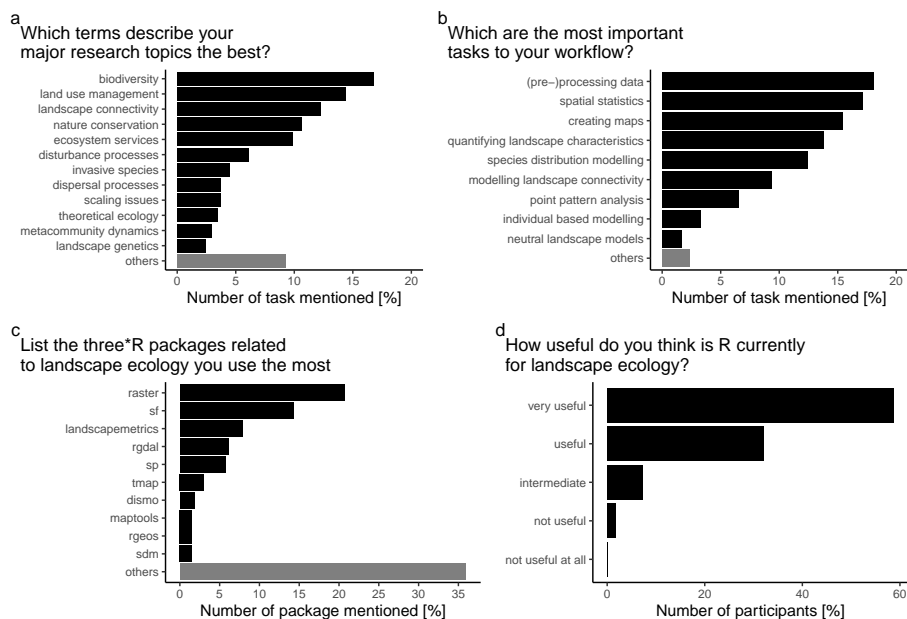 a
Which terms describe your
major research topics the best?
biodiversity
land use management
landscape connectivity
nature conservation
ecosystem services
disturbance processes
invasive species
dispersal processes
scaling issues
theoretical ecology
metacommunity dynamics
landscape genetics
others
0 5 10 15 20
Number of task mentioned [%]
b
Which are the most important
tasks to your workflow?
(pre−)processing data
spatial statistics
creating maps
quantifying landscape characteristics
species distribution modelling
modelling landscape connectivity
point pattern analysis
individual based modelling
neutral landscape models
others
0 5 10 15 20
Number of task mentioned [%]
c
List the three*R packages related
to landscape ecology you use the most
raster
sf
landscapemetrics
rgdal
sp
tmap
dismo
maptools
rgeos
sdm
others
0 5 10 15 20 25 30 35
Number of package mentioned [%]
d
How useful do you think is R currently
for landscape ecology?
very useful
useful
intermediate
not useful
not useful at all
0 20 40 60
Number of participants [%]